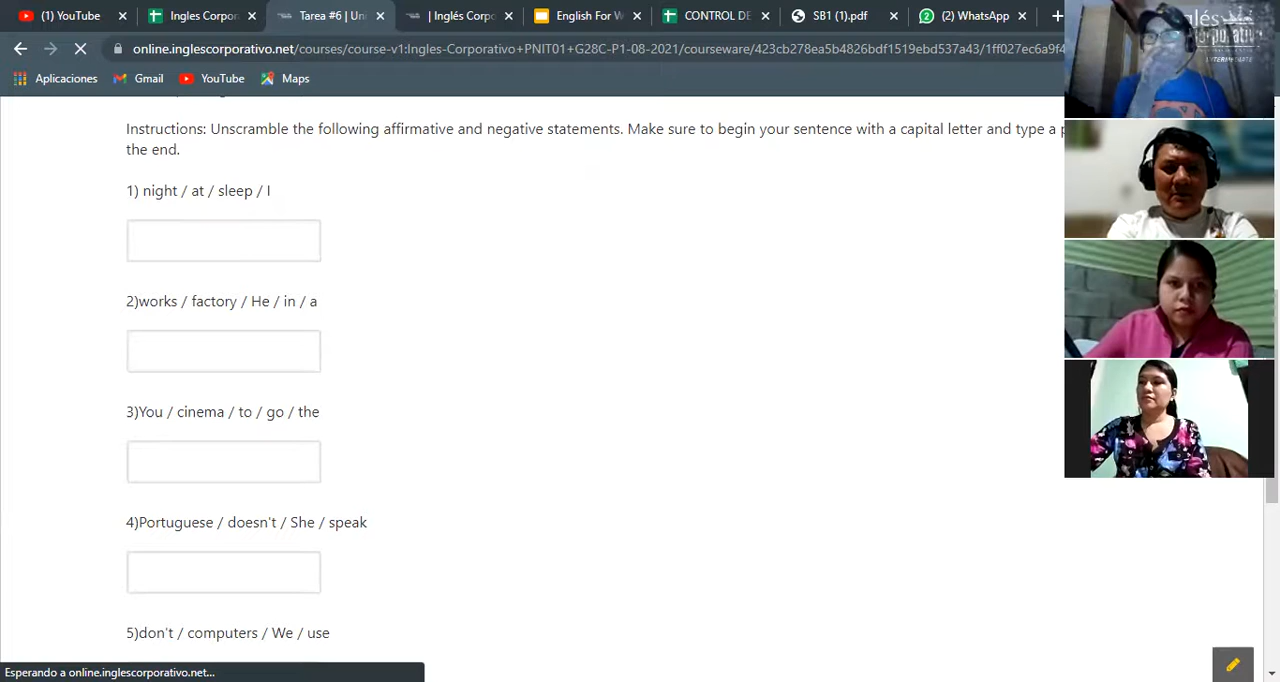 (1) YouTube
Ingles Corpor
Tarea #6 | Un
| Inglés Corpo
English For W
CONTROL DE
SB1 (1).pdf
(2) WhatsApp
online.inglescorporativo.net/courses/course-v1:Ingles-Corporativo+PNIT01+G28C-P1-08-2021/courseware/423cb278ea5b4826bdf1519ebd537a43/1ff027ec6a9f4
Aplicaciones
Gmail
YouTube
Maps
Instructions: Unscramble the following affirmative and negative statements. Make sure to begin your sentence with a capital letter and type a p
the end.
1) night / at / sleep / I
2)works / factory / He / in / a
3)You / cinema / to / go / the
4)Portuguese / doesn't / She / speak
5)don't / computers / We / use
Esperando a online.inglescorporativo.net...